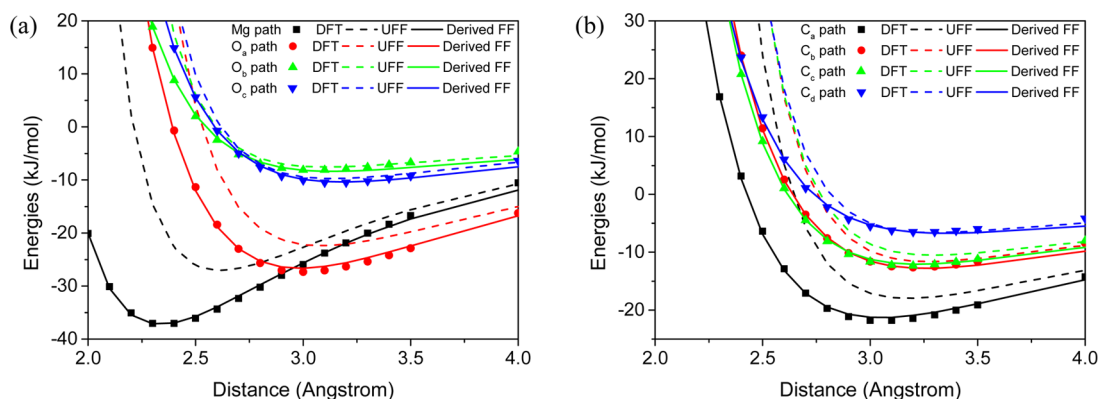 (a)
Mg path DFT UFF Derived FF
Oa path DFT UFF Derived FF
Ob path DFT UFF Derived FF
Oc path DFT UFF Derived FF
20
10
0
-10
-20
-30
-40
Energies (kJ/mol)
2.0 2.5 3.0 3.5 4.0
Distance (Angstrom)
(b)
Ca path DFT UFF Derived FF
Cb path DFT UFF Derived FF
Cc path DFT UFF Derived FF
Cd path DFT UFF Derived FF
30
20
10
0
-10
-20
Energies (kJ/mol)
2.0 2.5 3.0 3.5 4.0
Distance (Angstrom)